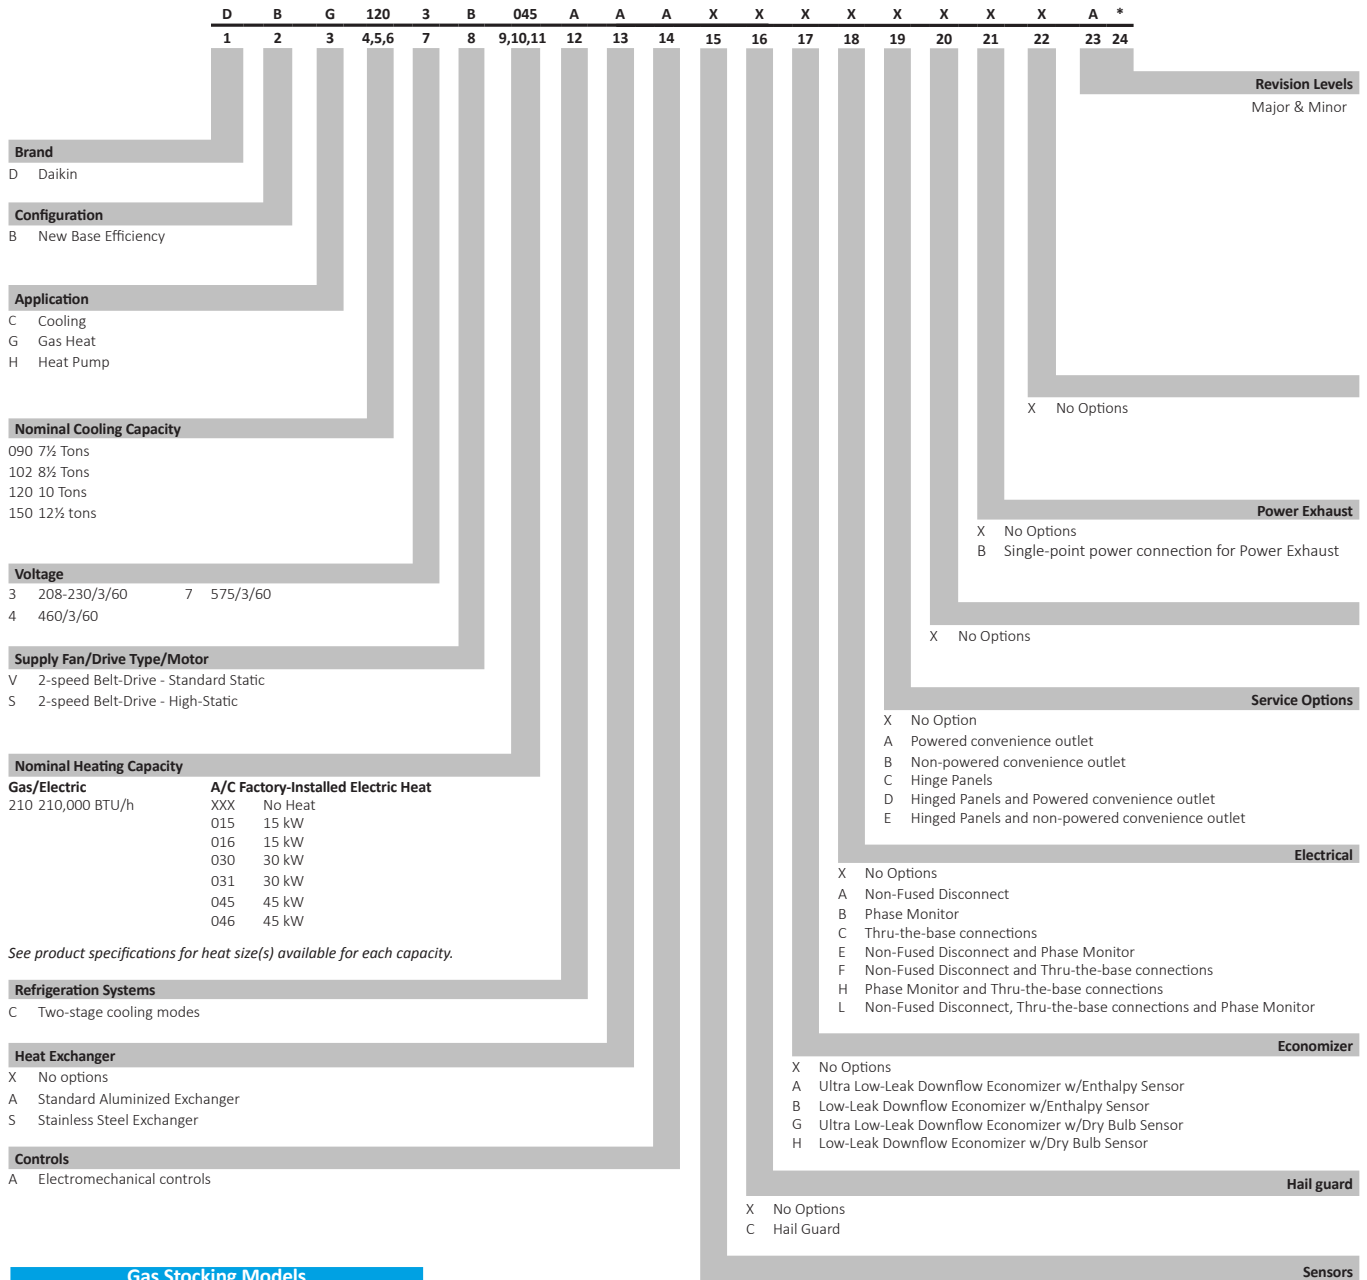 D B G 120 3 B 045 A A A X X X X X X X X A *
1 2 3 4,5,6 7 8 9,10,11 12 13 14 15 16 17 18 19 20 21 22 23 24
Revision Levels
Major & Minor
Brand
D Daikin
Configuration
B New Base Efficiency
Application
C Cooling
G Gas Heat
H Heat Pump
X No Options
Nominal Cooling Capacity
090 7½ Tons
102 8½ Tons
120 10 Tons
150 12½ tons
Power Exhaust
X No Options
B Single-point power connection for Power Exhaust
Voltage
3 208-230/3/60 7 575/3/60
4 460/3/60
X No Options
Supply Fan/Drive Type/Motor
V 2-speed Belt-Drive - Standard Static
S 2-speed Belt-Drive - High-Static
Service Options
X No Option
A Powered convenience outlet
B Non-powered convenience outlet
C Hinge Panels
D Hinged Panels and Powered convenience outlet
E Hinged Panels and non-powered convenience outlet
Nominal Heating Capacity
Gas/Electric A/C Factory-Installed Electric Heat
210 210,000 BTU/h XXX No Heat
015 15 kW
016 15 kW
030 30 kW
031 30 kW
045 45 kW
046 45 kW
See product specifications for heat size(s) available for each capacity.
Electrical
X No Options
A Non-Fused Disconnect
B Phase Monitor
C Thru-the-base connections
E Non-Fused Disconnect and Phase Monitor
F Non-Fused Disconnect and Thru-the-base connections
H Phase Monitor and Thru-the-base connections
L Non-Fused Disconnect, Thru-the-base connections and Phase Monitor
Refrigeration Systems
C Two-stage cooling modes
Heat Exchanger
X No options
A Standard Aluminized Exchanger
S Stainless Steel Exchanger
Economizer
X No Options
A Ultra Low-Leak Downflow Economizer w/Enthalpy Sensor
B Low-Leak Downflow Economizer w/Enthalpy Sensor
G Ultra Low-Leak Downflow Economizer w/Dry Bulb Sensor
H Low-Leak Downflow Economizer w/Dry Bulb Sensor
Controls
A Electromechanical controls
Hail guard
X No Options
C Hail Guard
Sensors
Gas Stocking Models